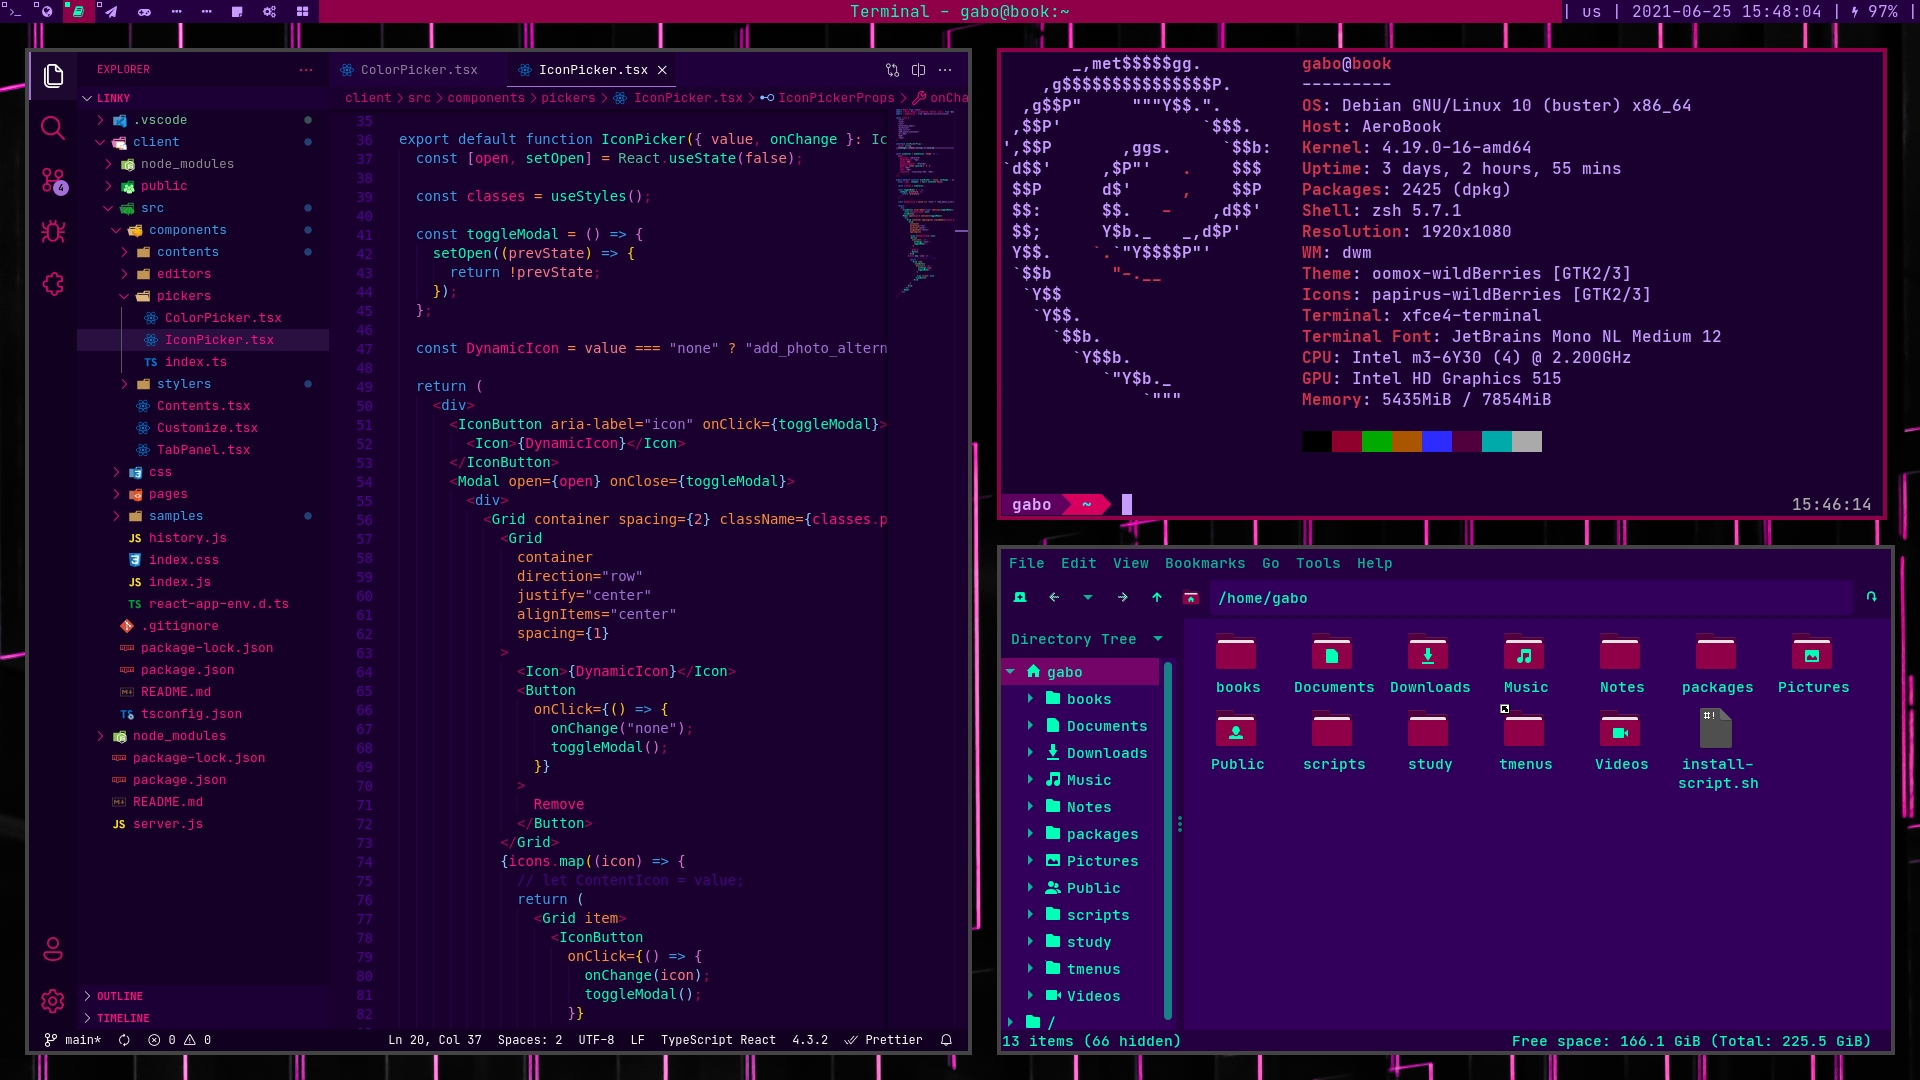 Terminal - gabo@book:~
| us | 2021-06-25 15:48:04 | 97% |
EXPLORER
LINKY
.vscode
client
node_modules
public
src
components
contents
editors
pickers
ColorPicker.tsx
IconPicker.tsx
TS index.ts
stylers
Contents.tsx
Customize.tsx
TabPanel.tsx
css
pages
samples
JS history.js
index.css
JS index.js
TS react-app-env.d.ts
.gitignore
package-lock.json
package.json
README.md
tsconfig.json
node_modules
package-lock.json
package.json
README.md
JS server.js
OUTLINE
TIMELINE
4
ColorPicker.tsx IconPicker.tsx
client > src > components > pickers > IconPicker.tsx > IconPickerProps > onCha
35
36 export default function IconPicker({ value, onChange }: Ic
37 const [open, setOpen] = React.useState(false);
38
39 const classes = useStyles();
40
41 const toggleModal = () => {
42 setOpen((prevState) => {
43 return !prevState;
44 });
45 };
46
47 const DynamicIcon = value === "none" ? "add_photo_altern
48
49 return (
50 <div>
51 <IconButton aria-label="icon" onClick={toggleModal}>
52 <Icon>{DynamicIcon}</Icon>
53 </IconButton>
54 <Modal open={open} onClose={toggleModal}>
55 <div>
56 <Grid container spacing={2} className={classes.p
57 <Grid
58 container
59 direction="row"
60 justify="center"
61 alignItems="center"
62 spacing={1}
63 >
64 <Icon>{DynamicIcon}</Icon>
65 <Button
66 onClick={() => {
67 onChange("none");
68 toggleModal();
69 }}
70 >
71 Remove
72 </Button>
73 </Grid>
74 {icons.map((icon) => {
75 // let ContentIcon = value;
76 return (
77 <Grid item>
78 <IconButton
79 onClick={() => {
80 onChange(icon);
81 toggleModal();
82 }}
main* 0 0 Ln 20, Col 37 Spaces: 2 UTF-8 LF TypeScript React 4.3.2 Prettier
_,met$$$$$gg.
,g$$$$$$$$$$$$$$$P.
,g$$P" """Y$$.".
,$$P' `$$$.
',$$P ,ggs. `$$b:
`d$$' ,$P"' . $$$
$$P d$' , $$P
$$: $$. - ,d$$'
$$; Y$b._ _,d$P'
Y$$. `.`"Y$$$$P"'
`$$b "-.__
`Y$$
`Y$$.
`$$b.
`Y$$b.
`"Y$b._
`"""
gabo@book
---------
OS: Debian GNU/Linux 10 (buster) x86_64
Host: AeroBook
Kernel: 4.19.0-16-amd64
Uptime: 3 days, 2 hours, 55 mins
Packages: 2425 (dpkg)
Shell: zsh 5.7.1
Resolution: 1920x1080
WM: dwm
Theme: oomox-wildBerries [GTK2/3]
Icons: papirus-wildBerries [GTK2/3]
Terminal: xfce4-terminal
Terminal Font: JetBrains Mono NL Medium 12
CPU: Intel m3-6Y30 (4) @ 2.200GHz
GPU: Intel HD Graphics 515
Memory: 5435MiB / 7854MiB
gabo ~ 15:46:14
File Edit View Bookmarks Go Tools Help
/home/gabo
Directory Tree
gabo
books
Documents
Downloads
Music
Notes
packages
Pictures
Public
scripts
study
tmenus
Videos
/
books Documents Downloads Music Notes packages Pictures
#!
Public scripts study tmenus Videos install-
script.sh
13 items (66 hidden) Free space: 166.1 GiB (Total: 225.5 GiB)